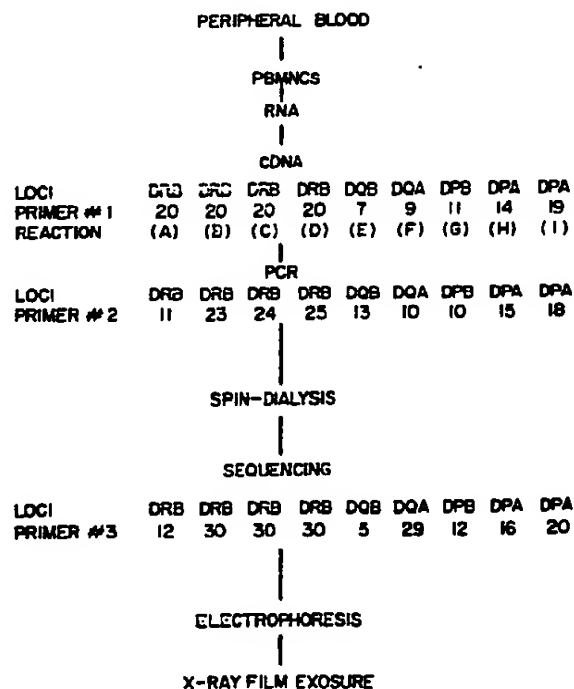 PERIPHERAL BLOOD
PBMNCS
RNA
CDNA
LOCI DRB DRB DRB DRB DQB DQA DPB DPA DPA
PRIMER #1 20 20 20 20 7 9 11 14 19
REACTION (A) (B) (C) (D) (E) (F) (G) (H) (I)
PCR
LOCI DRB DRB DRB DRB DQB DQA DPB DPA DPA
PRIMER #2 11 23 24 25 13 10 10 15 18
SPIN-DIALYSIS
SEQUENCING
LOCI DRB DRB DRB DRB DQB DQA DPB DPA DPA
PRIMER #3 12 30 30 30 5 29 12 16 20
ELECTROPHORESIS
X-RAY FILM EXPOSURE